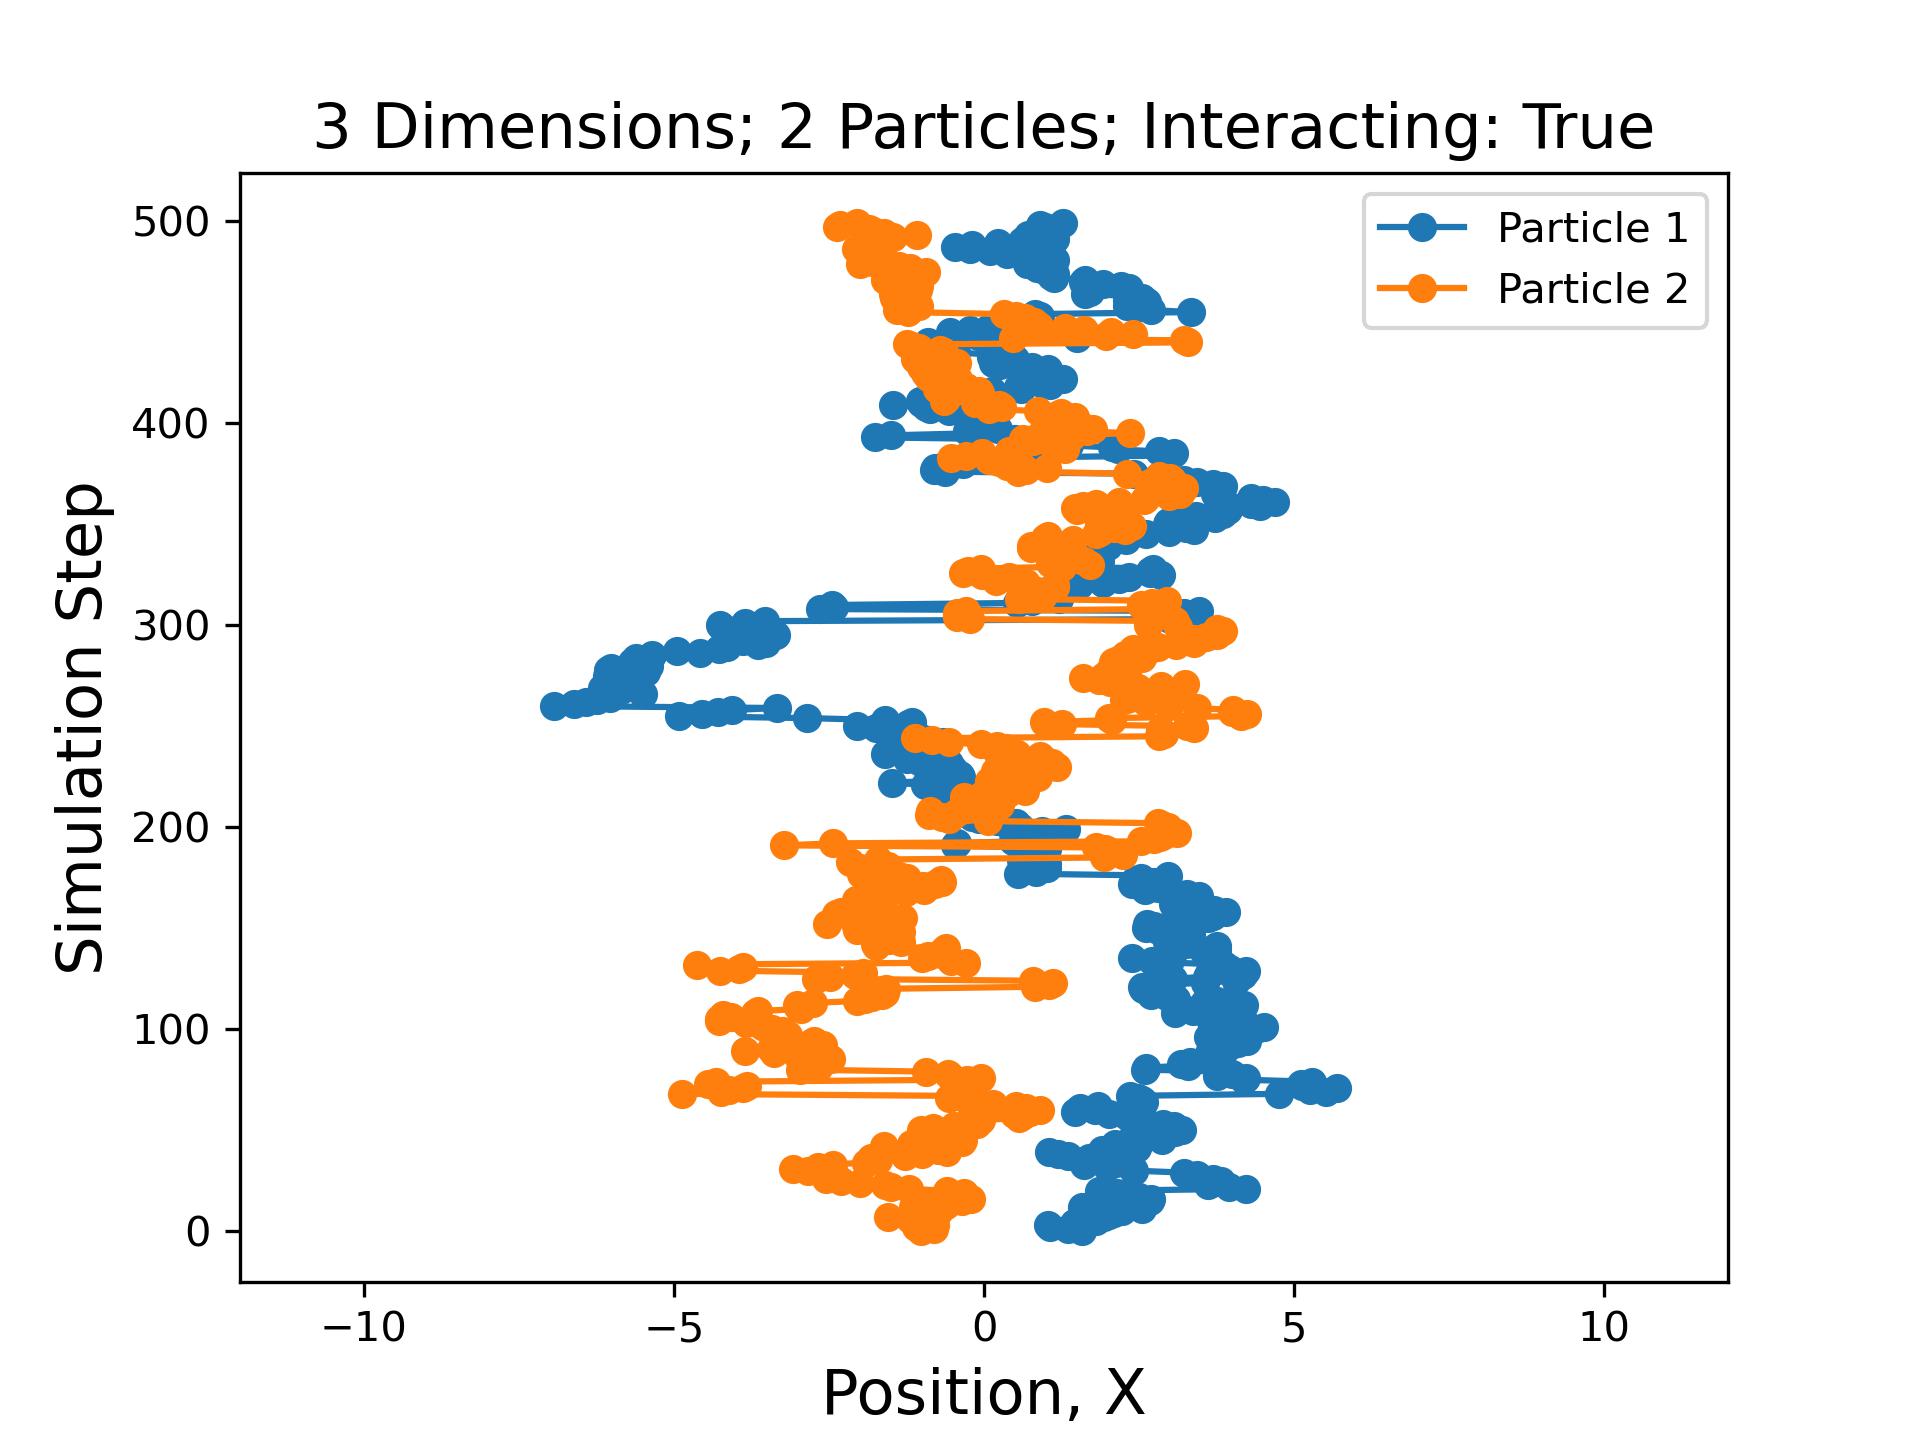 3 Dimensions; 2 Particles; Interacting: True
Particle 1
Particle 2
500
400
300
200
100
0
Simulation Step
−10
−5
0
5
10
Position, X